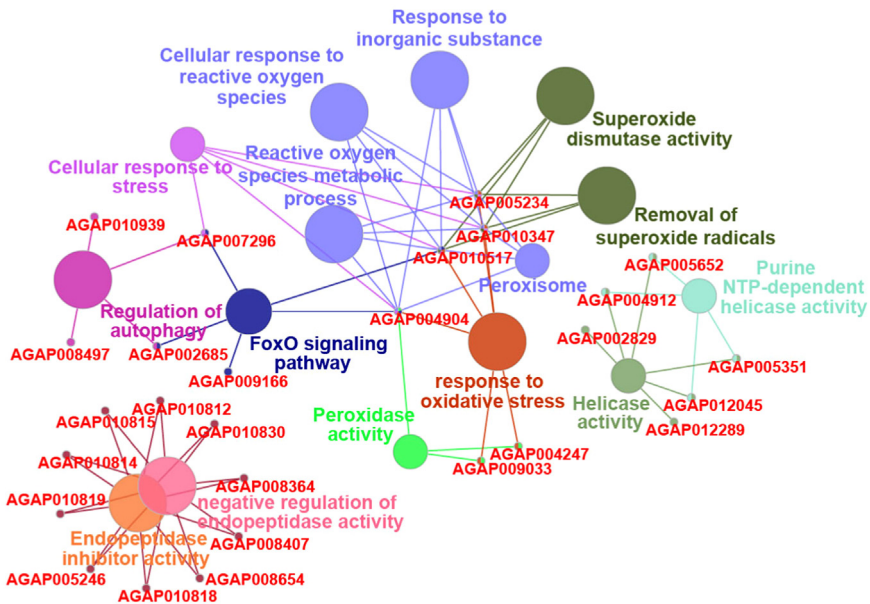 Response to
inorganic substance
Cellular response to
reactive oxygen
species
Superoxide
dismutase activity
Reactive oxygen
species metabolic
process
Cellular response to
stress
AGAP005234
AGAP010939
AGAP007296
AGAP010347
Removal of
superoxide radicals
AGAP010517
Peroxisome
AGAP005652
Purine
NTP-dependent
helicase activity
AGAP004912
Regulation of
autophagy
AGAP004904
AGAP002829
FoxO signaling
pathway
AGAP008497
AGAP002685
AGAP005351
AGAP009166
response to
oxidative stress
Helicase
activity
AGAP012045
AGAP012289
AGAP010812
AGAP010815
AGAP010830
Peroxidase
activity
AGAP004247
AGAP009033
AGAP010814
AGAP008364
AGAP010819
negative regulation of
endopeptidase activity
Endopeptidase
inhibitor activity
AGAP008407
AGAP005246
AGAP008654
AGAP010818